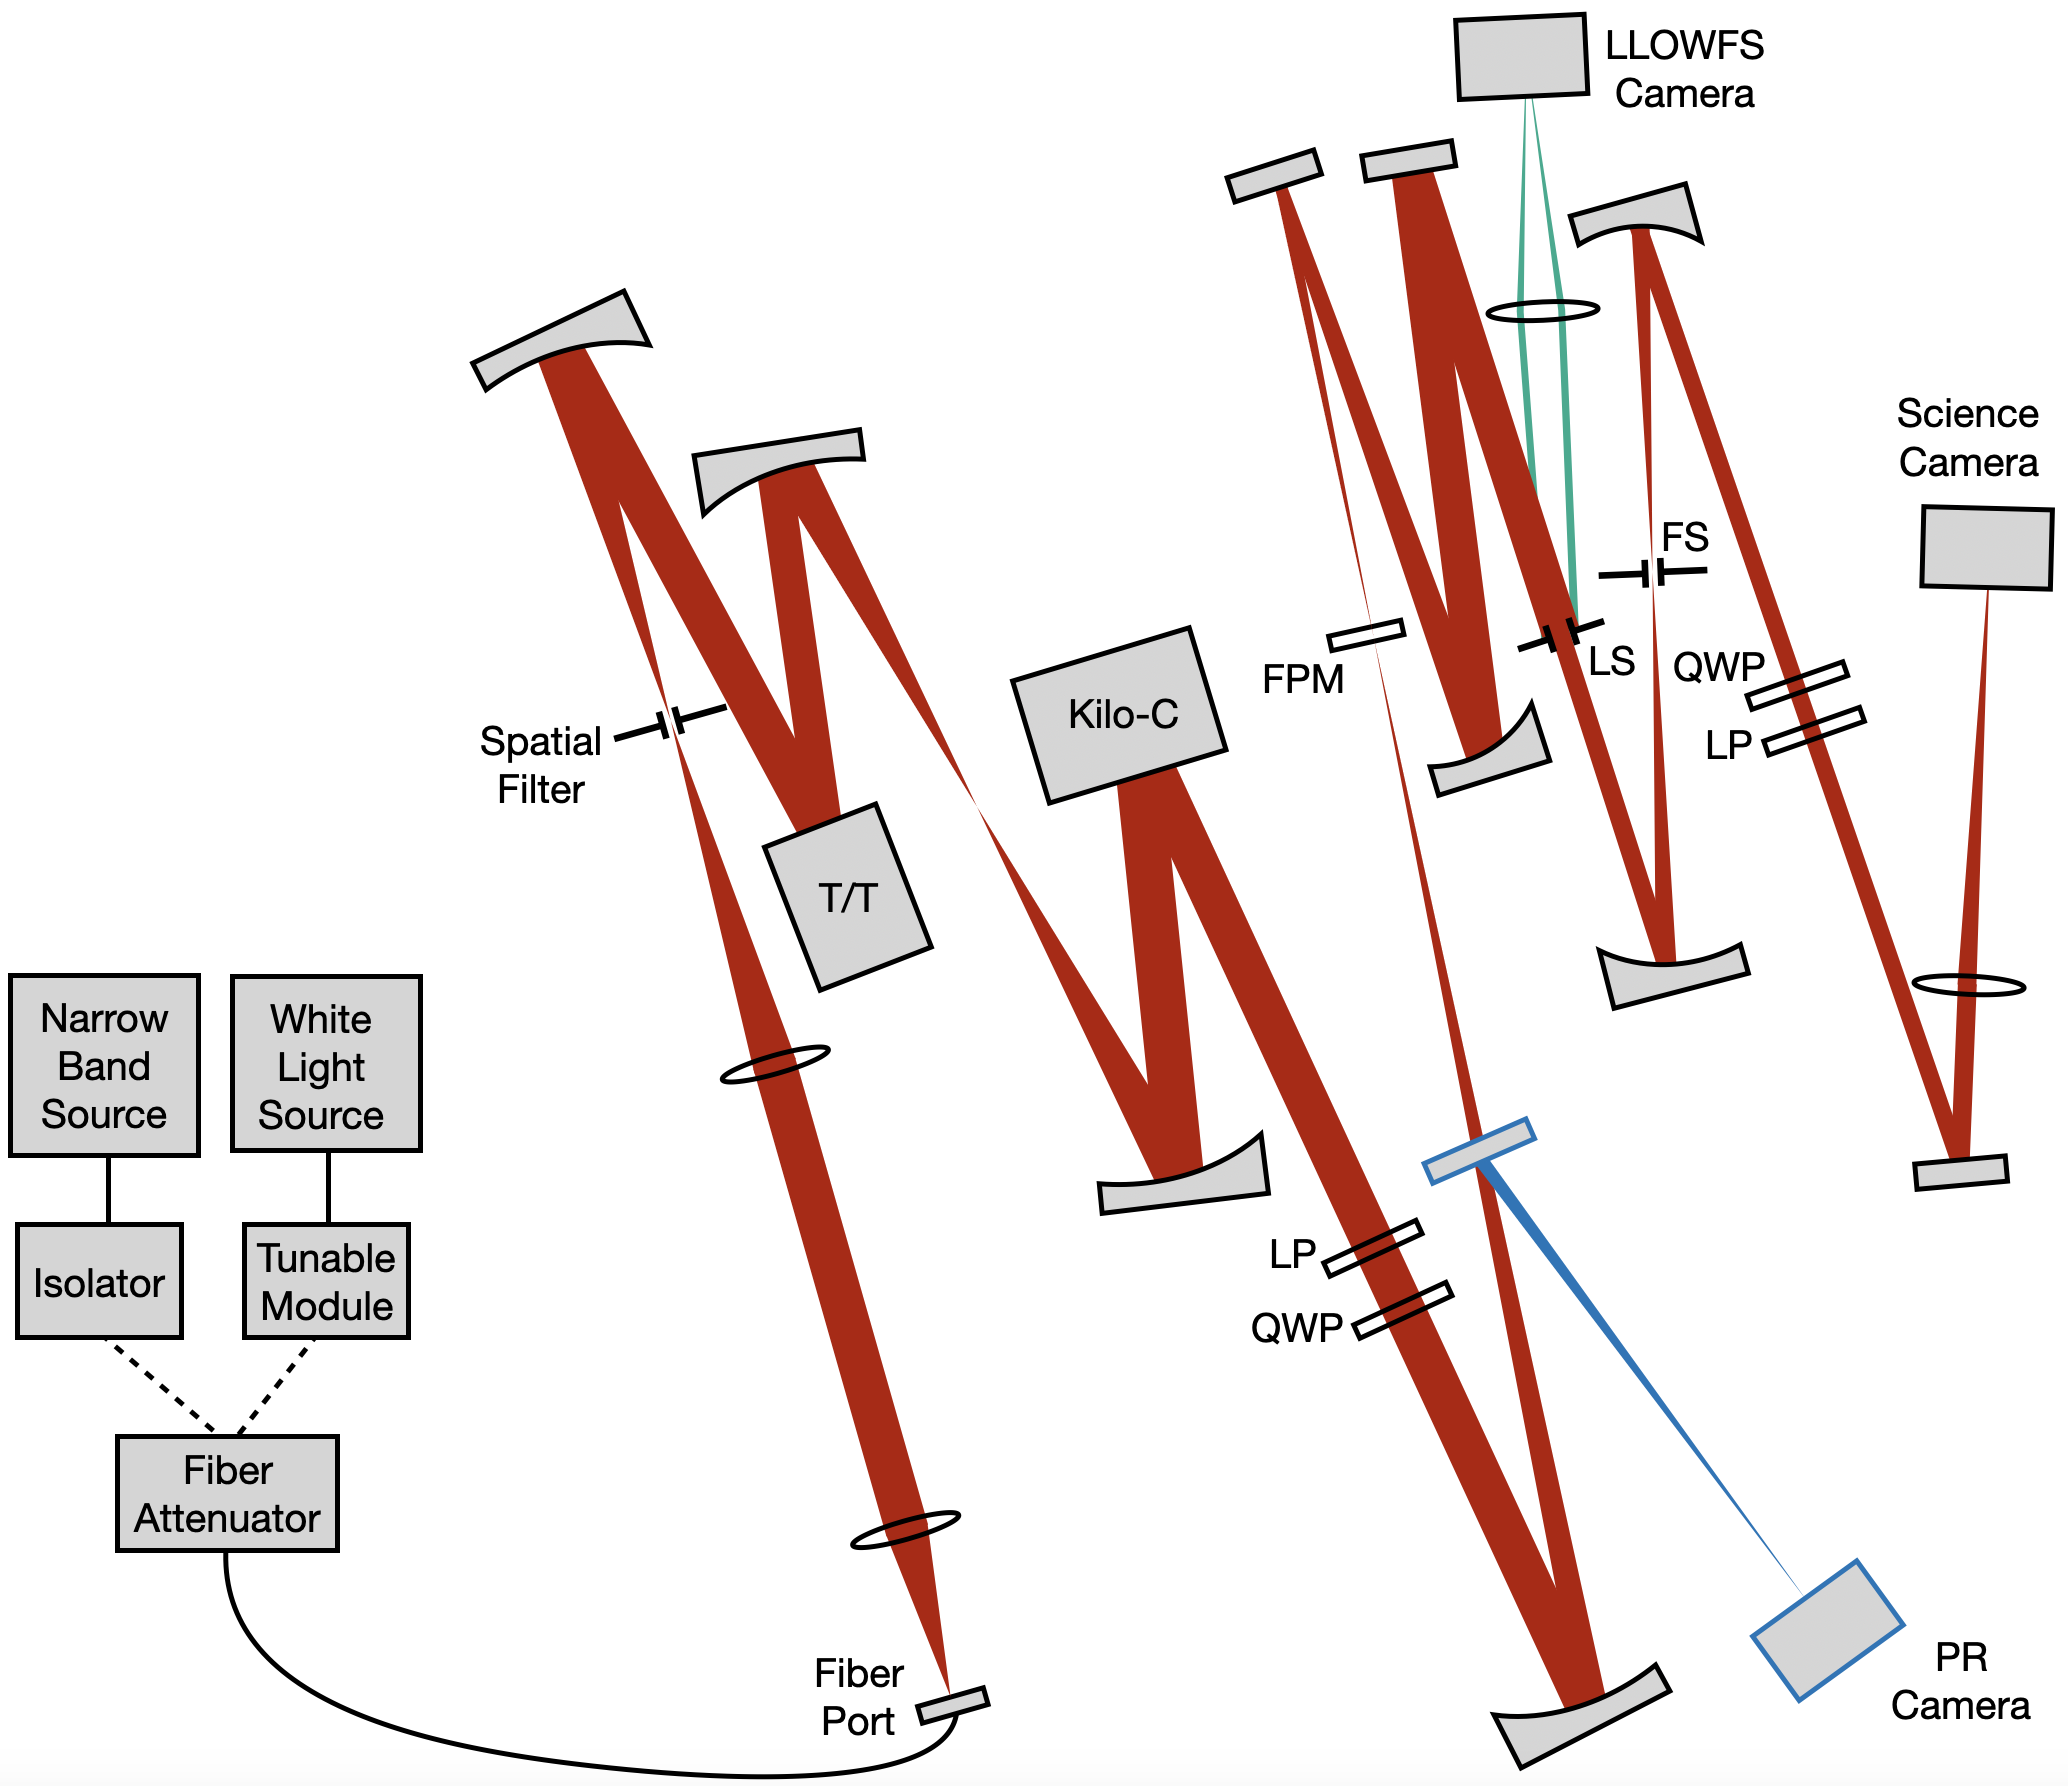 LLOWFS
Camera
Science
Camera
FS
FPM
LS
QWP
LP
Kilo-C
Spatial
Filter
T/T
Narrow
Band
Source
White
Light
Source
Isolator
Tunable
Module
LP
QWP
Fiber
Attenuator
Fiber
Port
PR
Camera